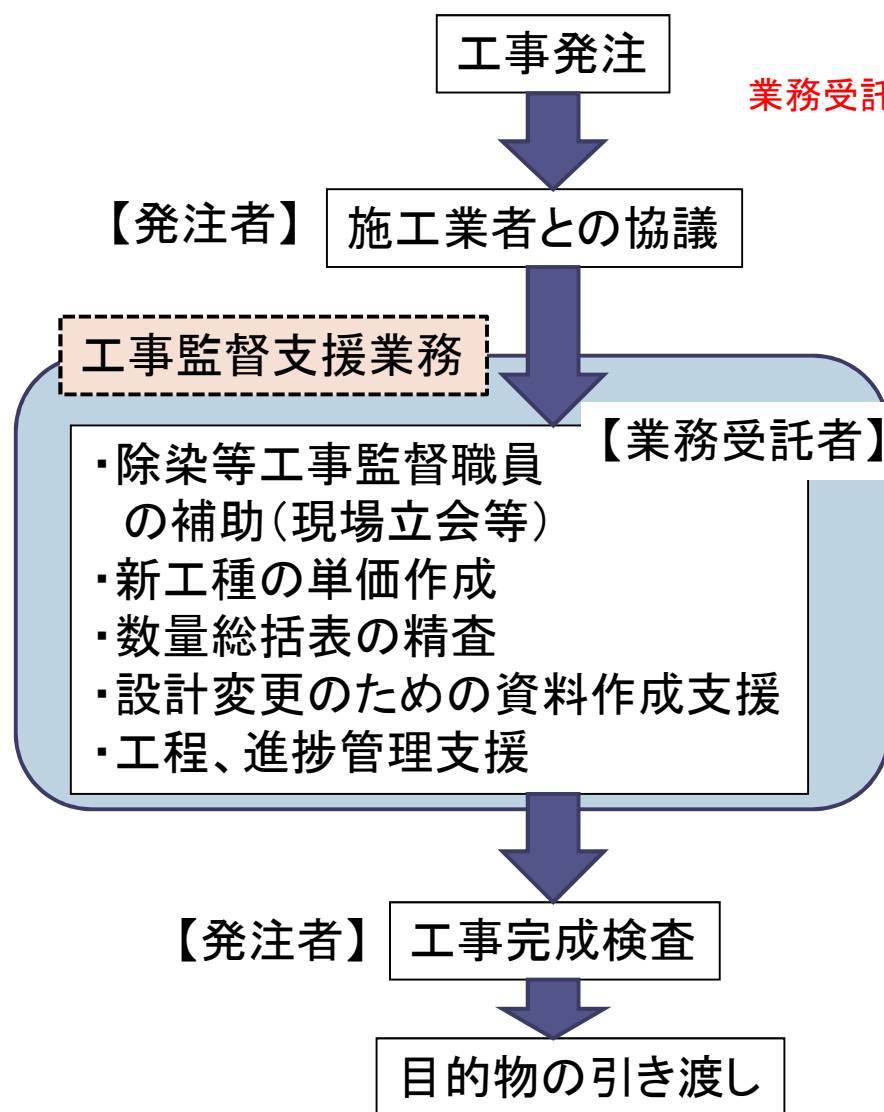 工事発注
業務受託
【発注者】 施工業者との協議
工事監督支援業務
【業務受託者】
・除染等工事監督職員
の補助(現場立会等)
・新工種の単価作成
・数量総括表の精査
・設計変更のための資料作成支援
・工程、進捗管理支援
【発注者】 工事完成検査
目的物の引き渡し